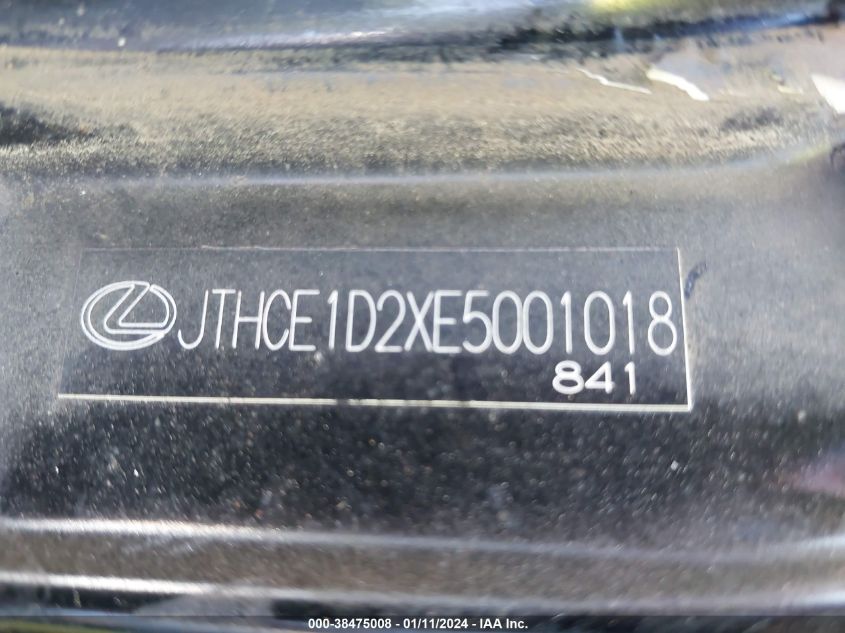 JTHCE1D2XE5001018
841
000-38475008 - 01/11/2024 - IAA Inc.